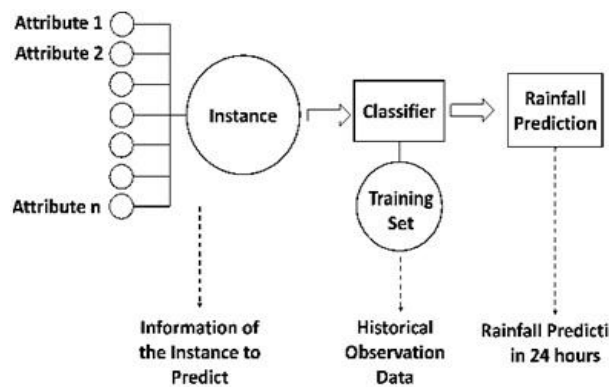 Attribute 1
Attribute 2
Attribute n
Instance
Classifier
Training
Set
Rainfall
Prediction
Information of
the Instance to
Predict
Historical
Observation
Data
Rainfall Predicti
in 24 hours